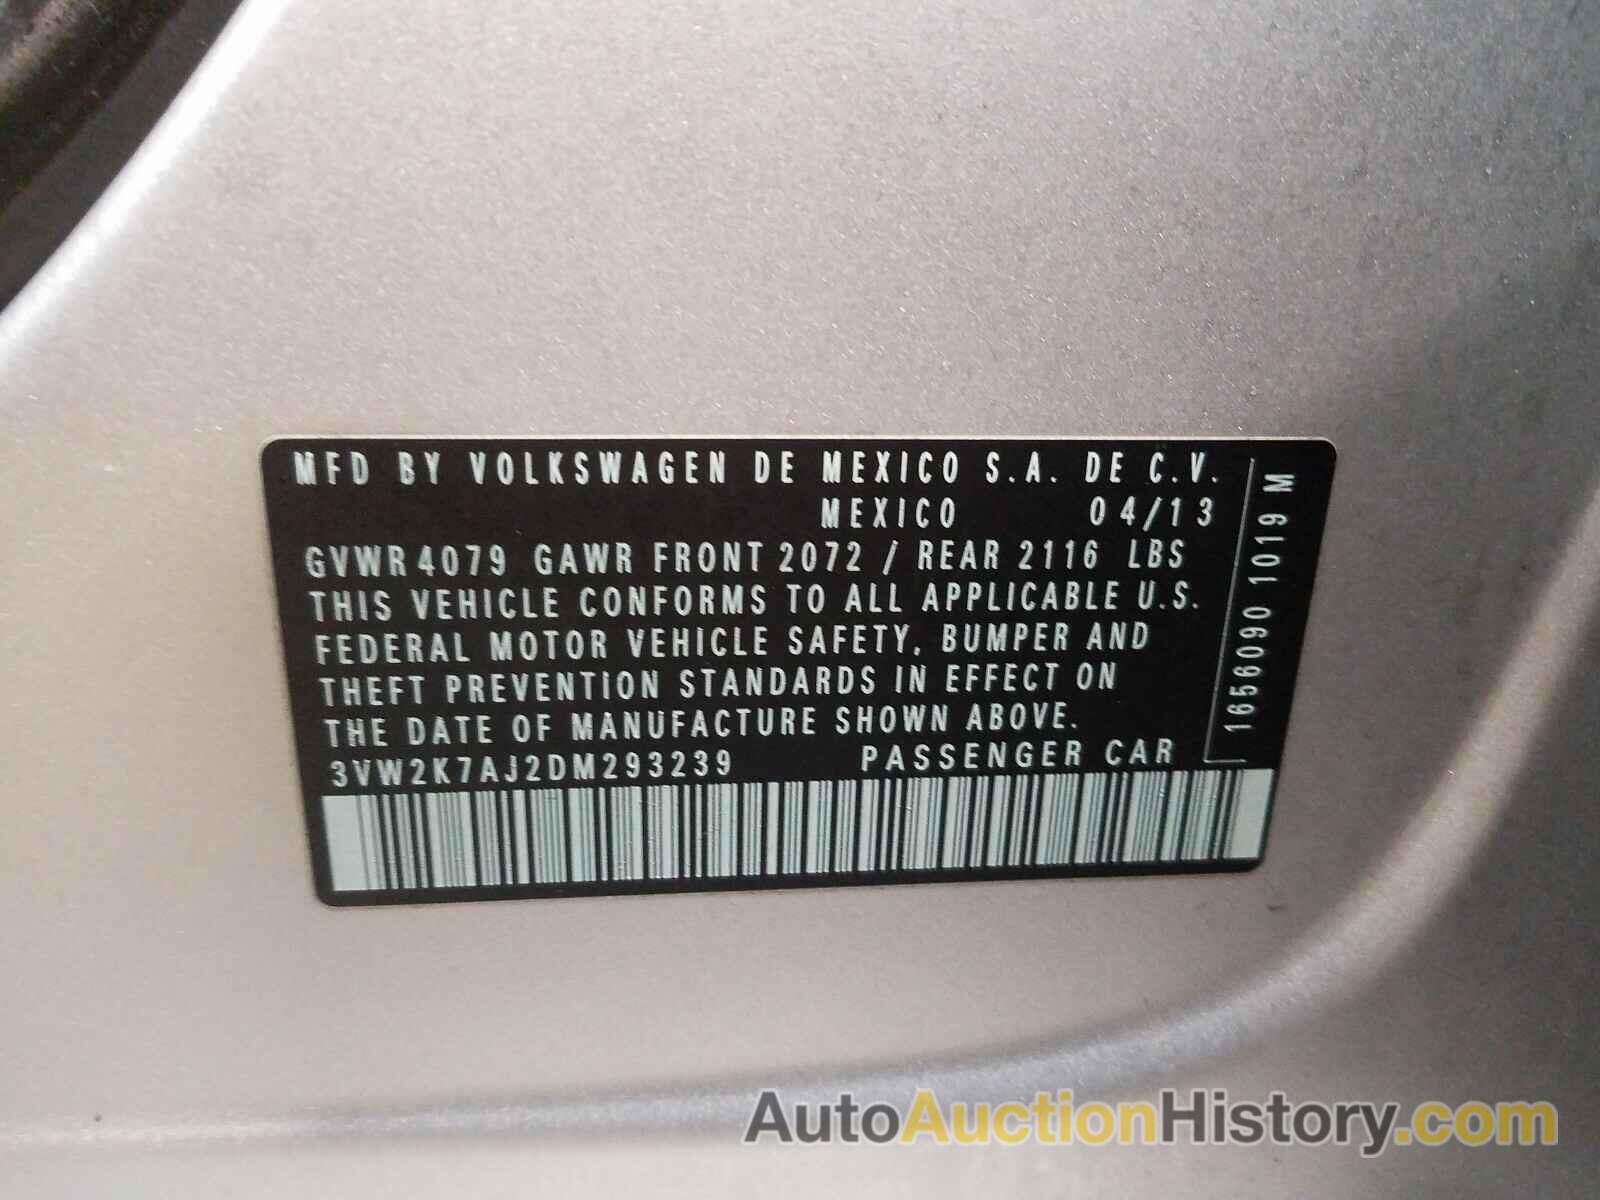 MFD BY VOLKSWAGEN DE MEXICO S.A. DE C.V.
MEXICO 04/13
GVWR 4079 GAWR FRONT 2072 / REAR 2116 LBS
THIS VEHICLE CONFORMS TO ALL APPLICABLE U.S.
FEDERAL MOTOR VEHICLE SAFETY, BUMPER AND
THEFT PREVENTION STANDARDS IN EFFECT ON
THE DATE OF MANUFACTURE SHOWN ABOVE.
3VW2K7AJ2DM293239 PASSENGER CAR
1656090 1019 M
AutoAuctionHistory.com